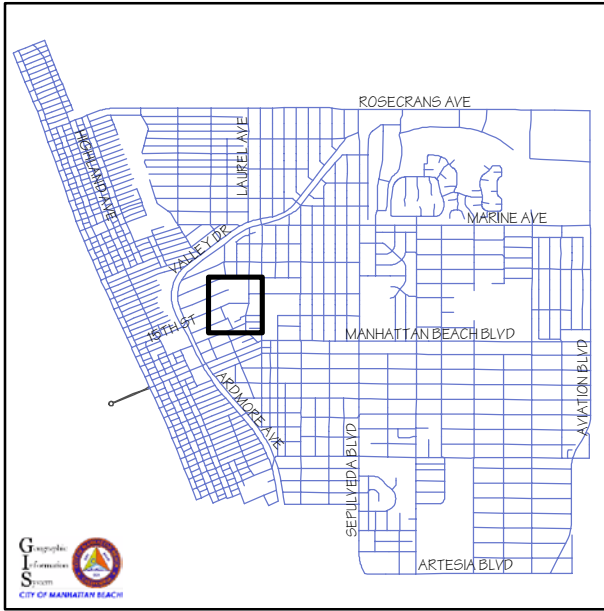 ROSECRANS AVE
HIGHLAND AVE
LAUREL AVE
MARINE AVE
VALLEY DR
15TH ST
MANHATTAN BEACH BLVD
ARDMORE AVE
AVIATION BLVD
SEPULVEDA BLVD
ARTESIA BLVD
Geographic
Information
System
CITY OF MANHATTAN BEACH